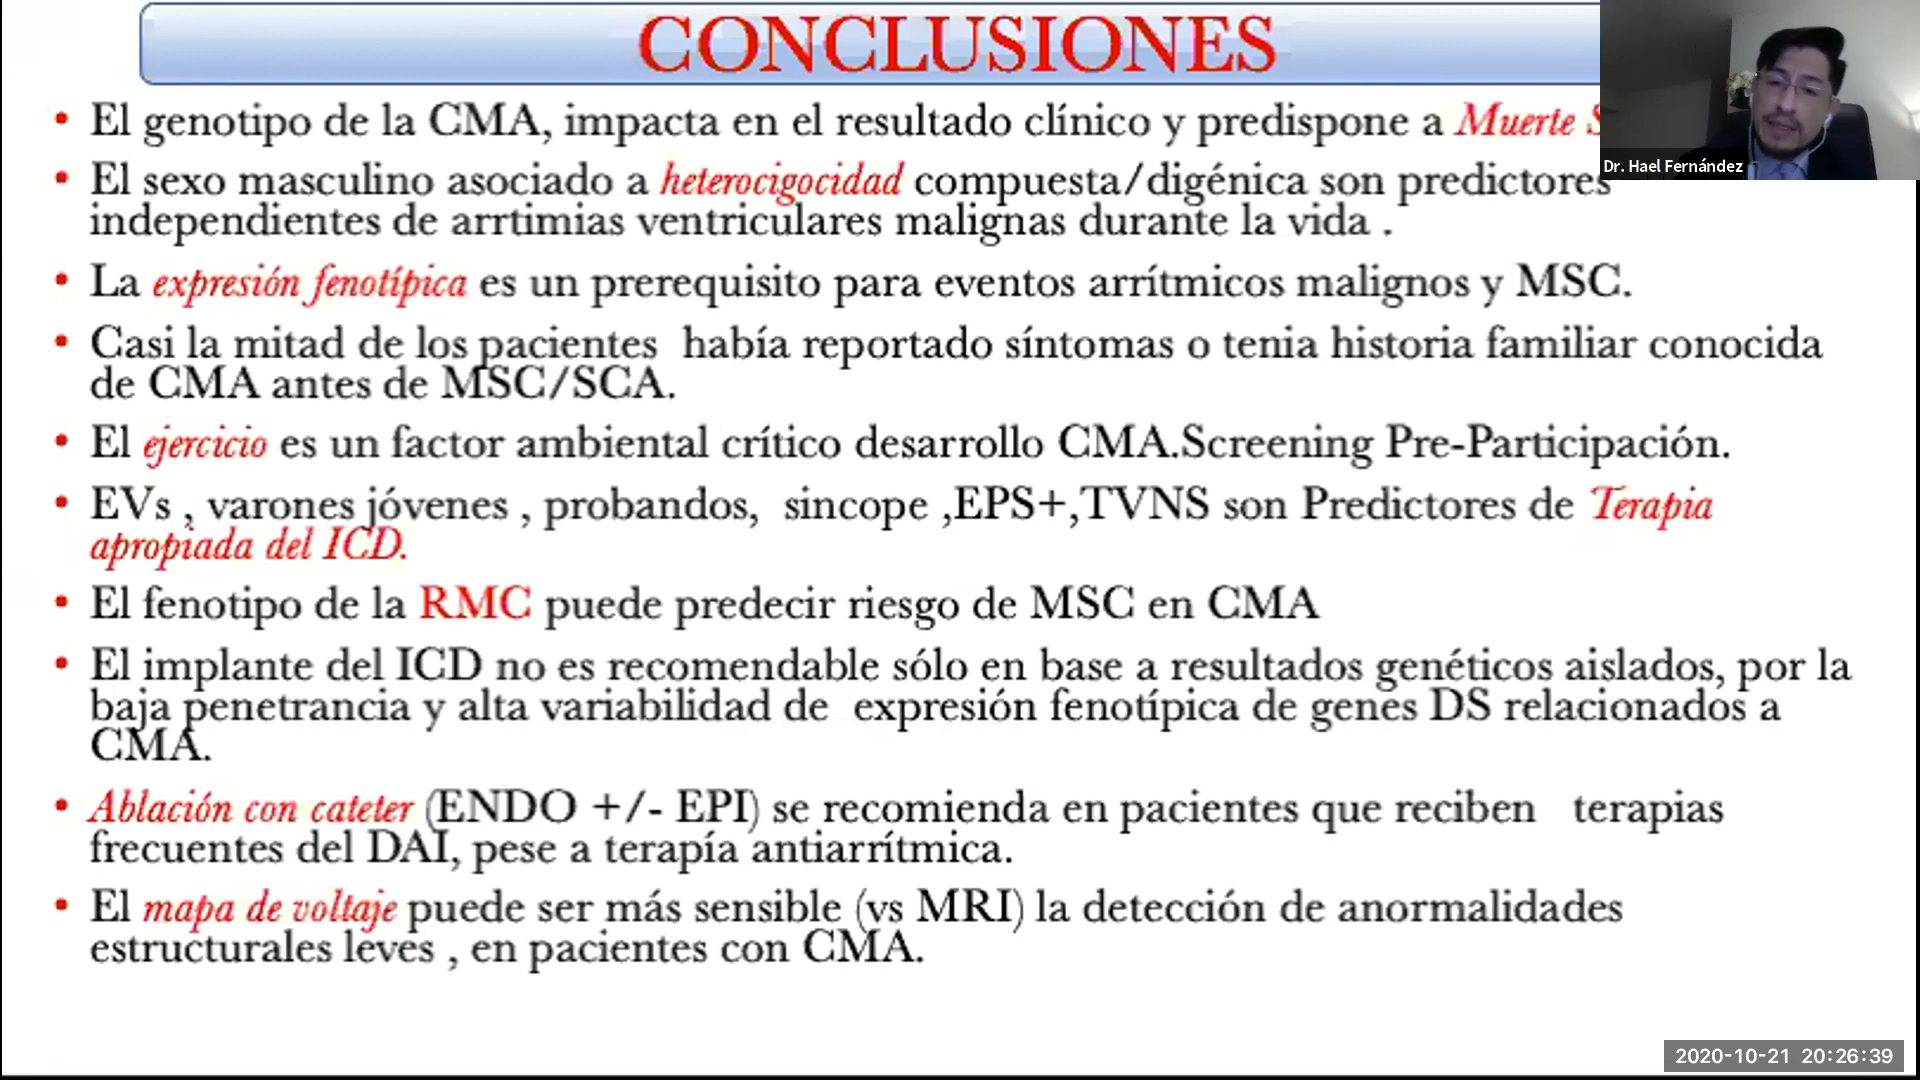 CONCLUSIONES
• El genotipo de la CMA, impacta en el resultado clínico y predispone a Muerte
• El sexo masculino asociado a heterocigocidad compuesta/digénica son predictores
independientes de arrtimias ventriculares malignas durante la vida .
• La expresión fenotípica es un prerequisito para eventos arrítmicos malignos y MSC.
• Casi la mitad de los pacientes había reportado síntomas o tenia historia familiar conocida
de CMA antes de MSC/SCA.
• El ejercicio es un factor ambiental crítico desarrollo CMA.Screening Pre-Participación.
• EVs , varones jóvenes , probandos, sincope ,EPS+,TVNS son Predictores de Terapia
apropiada del ICD.
• El fenotipo de la RMC puede predecir riesgo de MSC en CMA
• El implante del ICD no es recomendable sólo en base a resultados genéticos aislados, por la
baja penetrancia y alta variabilidad de expresión fenotípica de genes DS relacionados a
CMA.
• Ablación con cateter (ENDO +/- EPI) se recomienda en pacientes que reciben terapias
frecuentes del DAI, pese a terapía antiarrítmica.
• El mapa de voltaje puede ser más sensible (vs MRI) la detección de anormalidades
estructurales leves , en pacientes con CMA.
Dr. Hael Fernández
2020-10-21 20:26:39